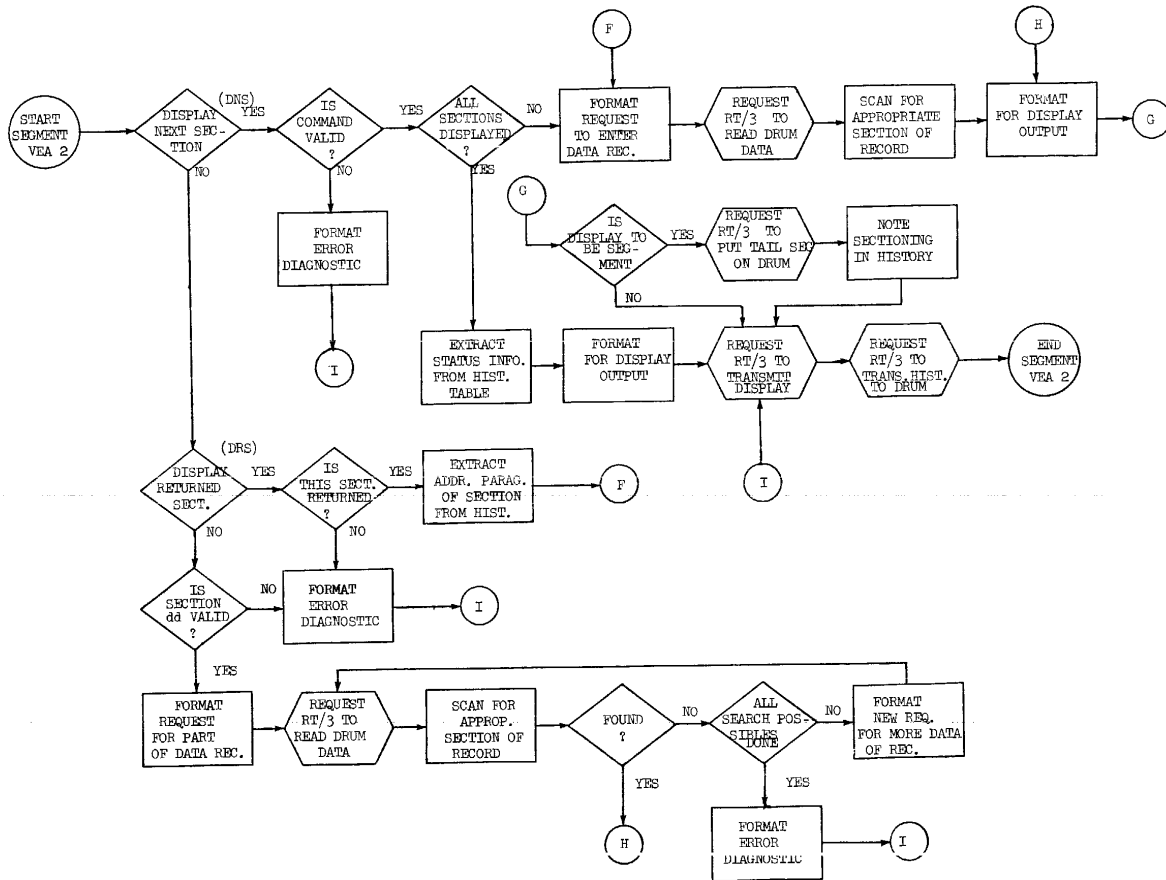 F
H
START
SEGMENT
VEA 2
DISPLAY
NEXT SEC-
TION
(DNS)
YES
NO
IS
COMMAND
VALID
?
YES
NO
ALL
SECTIONS
DISPLAYED
?
NO
YES
FORMAT
REQUEST
TO ENTER
DATA REC.
REQUEST
RT/3 TO
READ DRUM
DATA
SCAN FOR
APPROPRIATE
SECTION OF
RECORD
FORMAT
FOR DISPLAY
OUTPUT
G
FORMAT
ERROR
DIAGNOSTIC
I
G
IS
DISPLAY TO
BE SEG-
MENT
YES
NO
REQUEST
RT/3 TO
PUT TAIL SEG
ON DRUM
NOTE
SECTIONING
IN HISTORY
EXTRACT
STATUS INFO.
FROM HIST.
TABLE
FORMAT
FOR DISPLAY
OUTPUT
REQUEST
RT/3 TO
TRANSMIT
DISPLAY
REQUEST
RT/3 TO
TRANS. HIST.
TO DRUM
END
SEGMENT
VEA 2
I
DISPLAY
RETURNED
SECT.
(DRS)
YES
NO
IS
THIS SECT.
RETURNED
?
YES
NO
EXTRACT
ADDR. PARAG.
OF SECTION
FROM HIST.
F
IS
SECTION
dd VALID
?
NO
YES
FORMAT
ERROR
DIAGNOSTIC
I
FORMAT
REQUEST
FOR PART
OF DATA REC.
REQUEST
RT/3 TO
READ DRUM
DATA
SCAN FOR
APPROP.
SECTION OF
RECORD
FOUND
?
NO
YES
ALL
SEARCH POS-
SIBLES
DONE
NO
YES
FORMAT
NEW REQ.
FOR MORE DATA
OF REC.
H
FORMAT
ERROR
DIAGNOSTIC
I